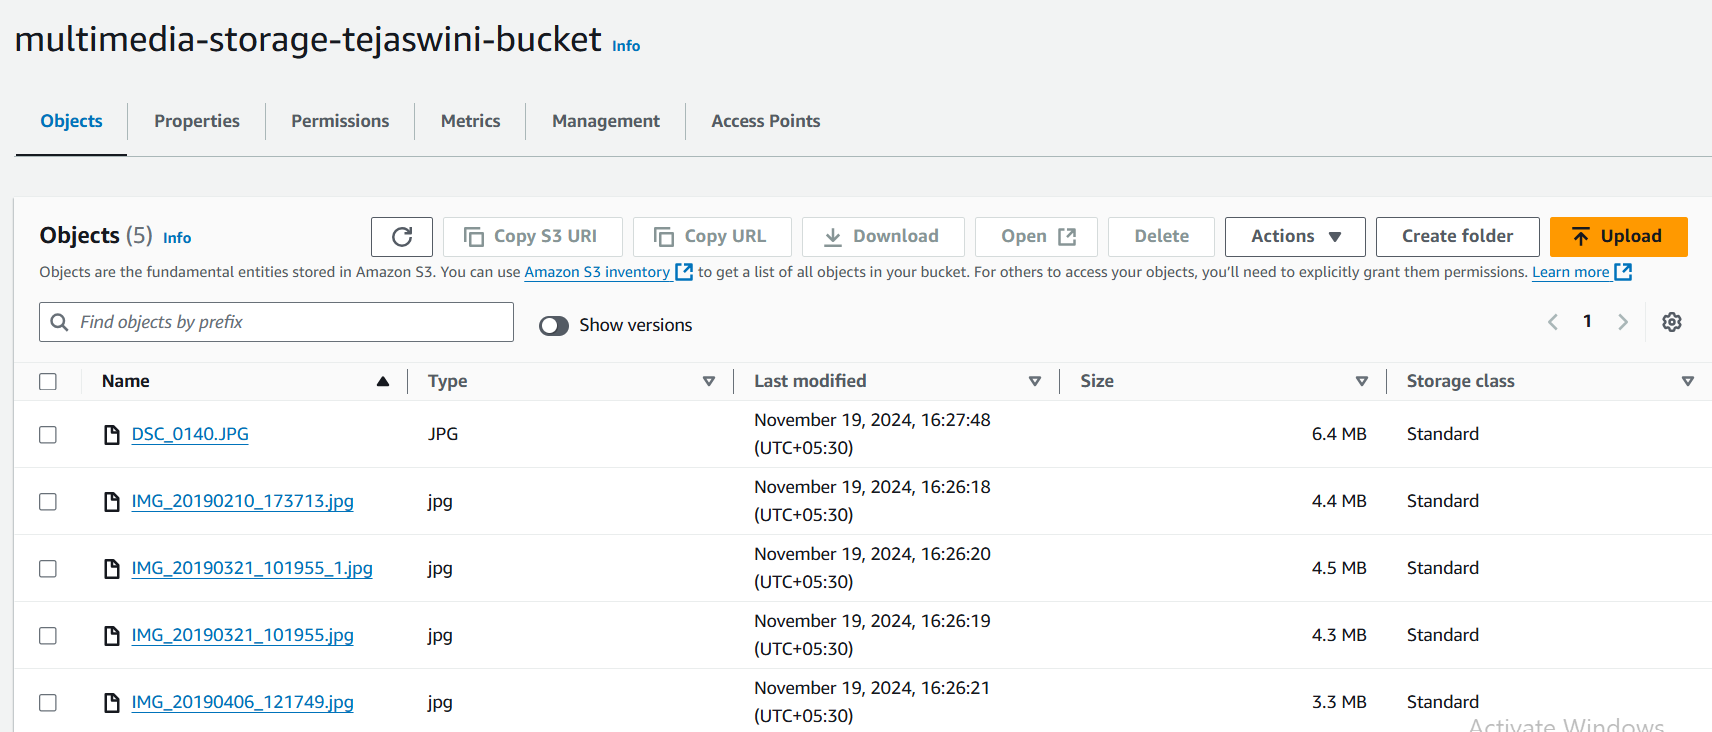 multimedia-storage-tejaswini-bucket Info
Objects Properties Permissions Metrics Management Access Points
Objects (5) Info Copy S3 URI Copy URL Download Open Delete Actions Create folder Upload
Objects are the fundamental entities stored in Amazon S3. You can use Amazon S3 inventory to get a list of all objects in your bucket. For others to access your objects, you'll need to explicitly grant them permissions. Learn more
Find objects by prefix Show versions 1
Name Type Last modified Size Storage class
DSC_0140.JPG JPG November 19, 2024, 16:27:48 (UTC+05:30) 6.4 MB Standard
IMG_20190210_173713.jpg jpg November 19, 2024, 16:26:18 (UTC+05:30) 4.4 MB Standard
IMG_20190321_101955_1.jpg jpg November 19, 2024, 16:26:20 (UTC+05:30) 4.5 MB Standard
IMG_20190321_101955.jpg jpg November 19, 2024, 16:26:19 (UTC+05:30) 4.3 MB Standard
IMG_20190406_121749.jpg jpg November 19, 2024, 16:26:21 (UTC+05:30) 3.3 MB Standard
Activate Windows